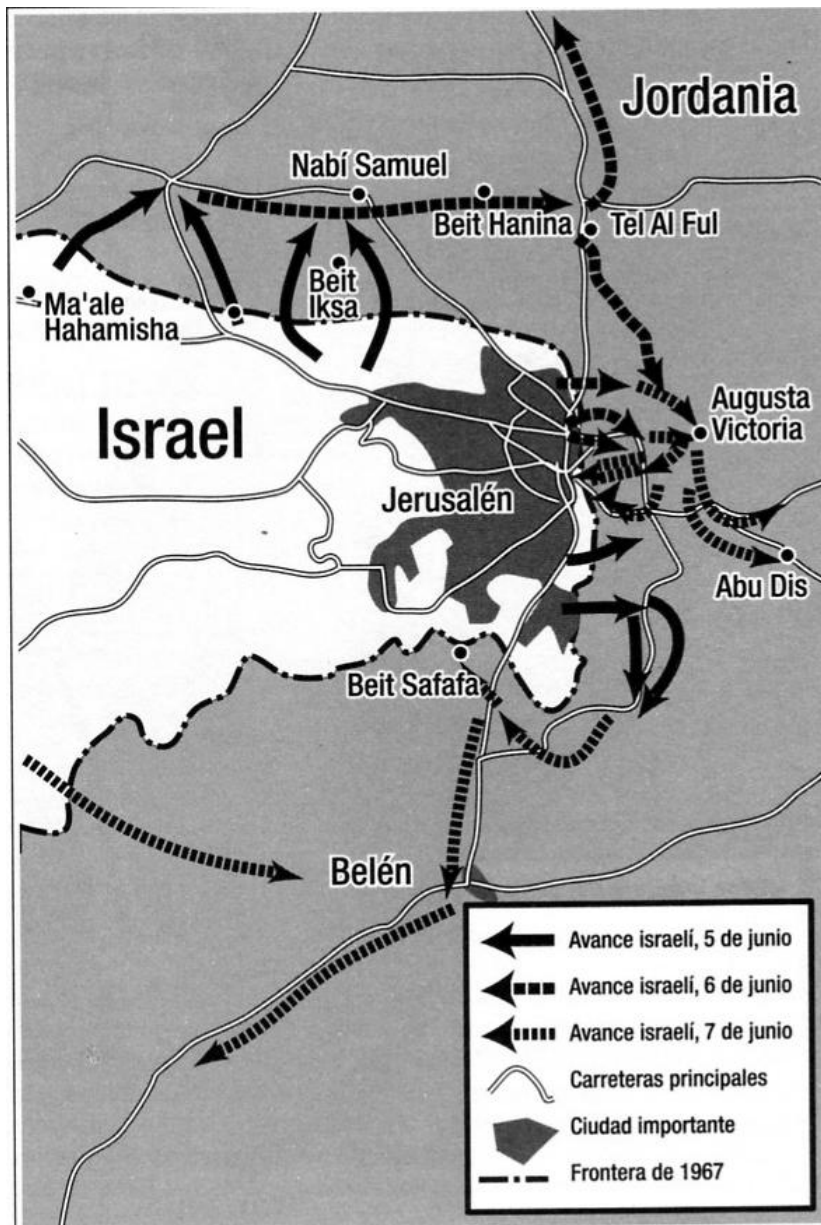 Jordania
Nabí Samuel
Beit Hanina
Tel Al Ful
Beit
Iksa
Ma'ale
Hahamisha
Israel
Augusta
Victoria
Jerusalén
Abu Dis
Beit Safafa
Belén
Avance israelí, 5 de junio
Avance israelí, 6 de junio
Avance israelí, 7 de junio
Carreteras principales
Ciudad importante
Frontera de 1967